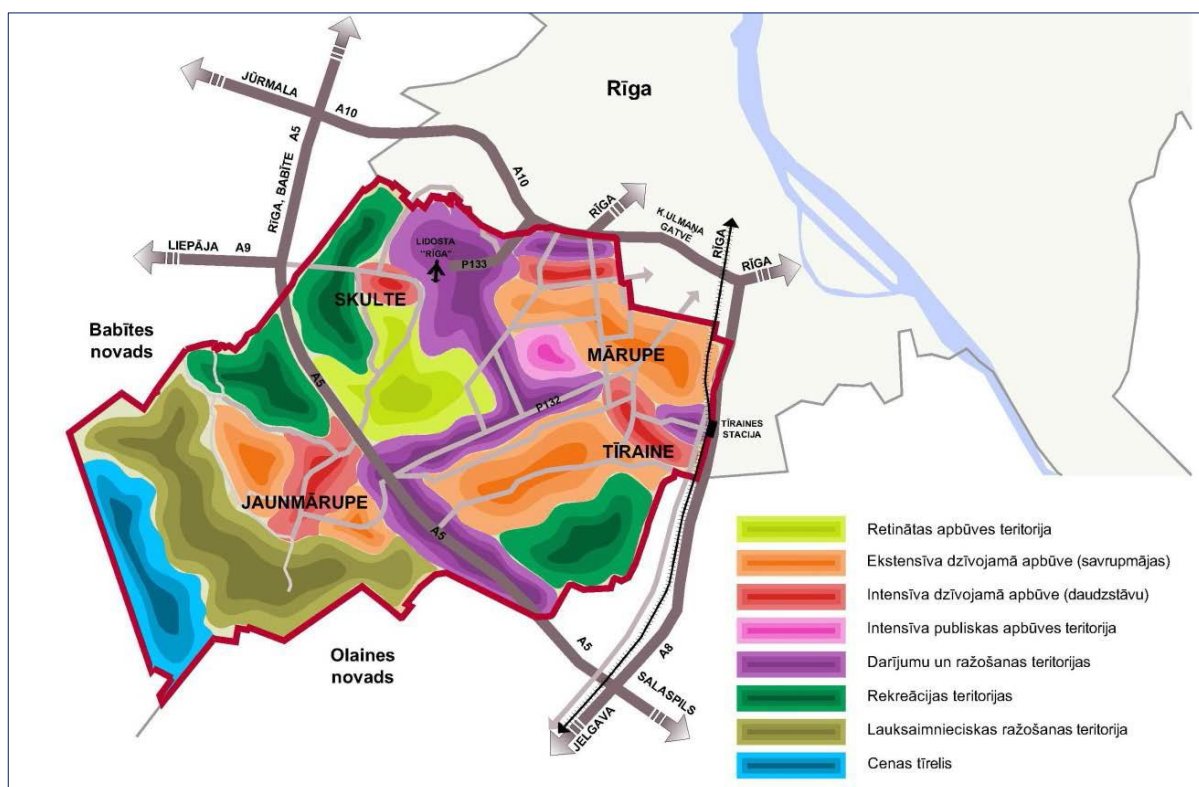 Rīga
JŪRMALA
A10
RĪGA, BABĪTE A5
A10
RĪGA
K.ULMAŅA
GATVE
RĪGA
RĪGA
LIEPĀJA A9
LIDOSTA
"RĪGA"
P133
SKULTE
Babītes
novads
MĀRUPE
A5
P132
TĪRAINES
STACIJA
TĪRAINE
JAUNMĀRUPE
A5
Olaines
novads
A5
A8
SALASPILS
JELGAVA
Retinātas apbūves teritorija
Ekstensīva dzīvojamā apbūve (savrupmājas)
Intensīva dzīvojamā apbūve (daudzstāvu)
Intensīva publiskas apbūves teritorija
Darījumu un ražošanas teritorijas
Rekreācijas teritorijas
Lauksaimnieciskas ražošanas teritorija
Cenas tīrelis